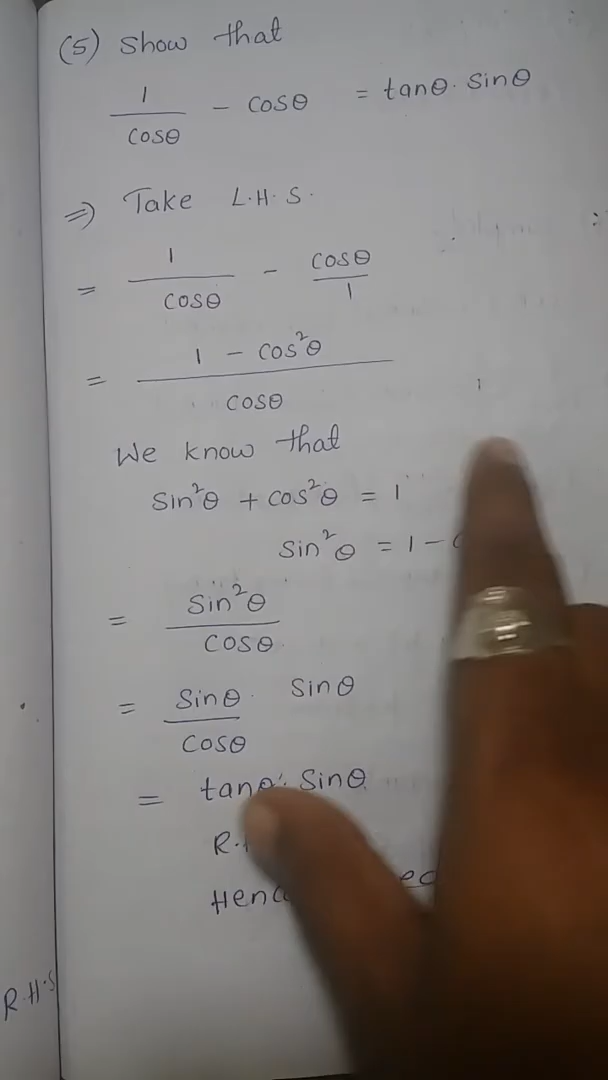 (5) Show that
1/cosθ - cosθ = tanθ. sinθ
⇒) Take L.H.S.
= 1/cosθ - cosθ/1
= 1 - cos²θ/cosθ
We know that
Sin²θ + cos²θ = 1
Sin²θ = 1 -
= Sin²θ/cosθ
= Sinθ/cosθ . Sinθ
= tanθ. Sinθ
R.H.S